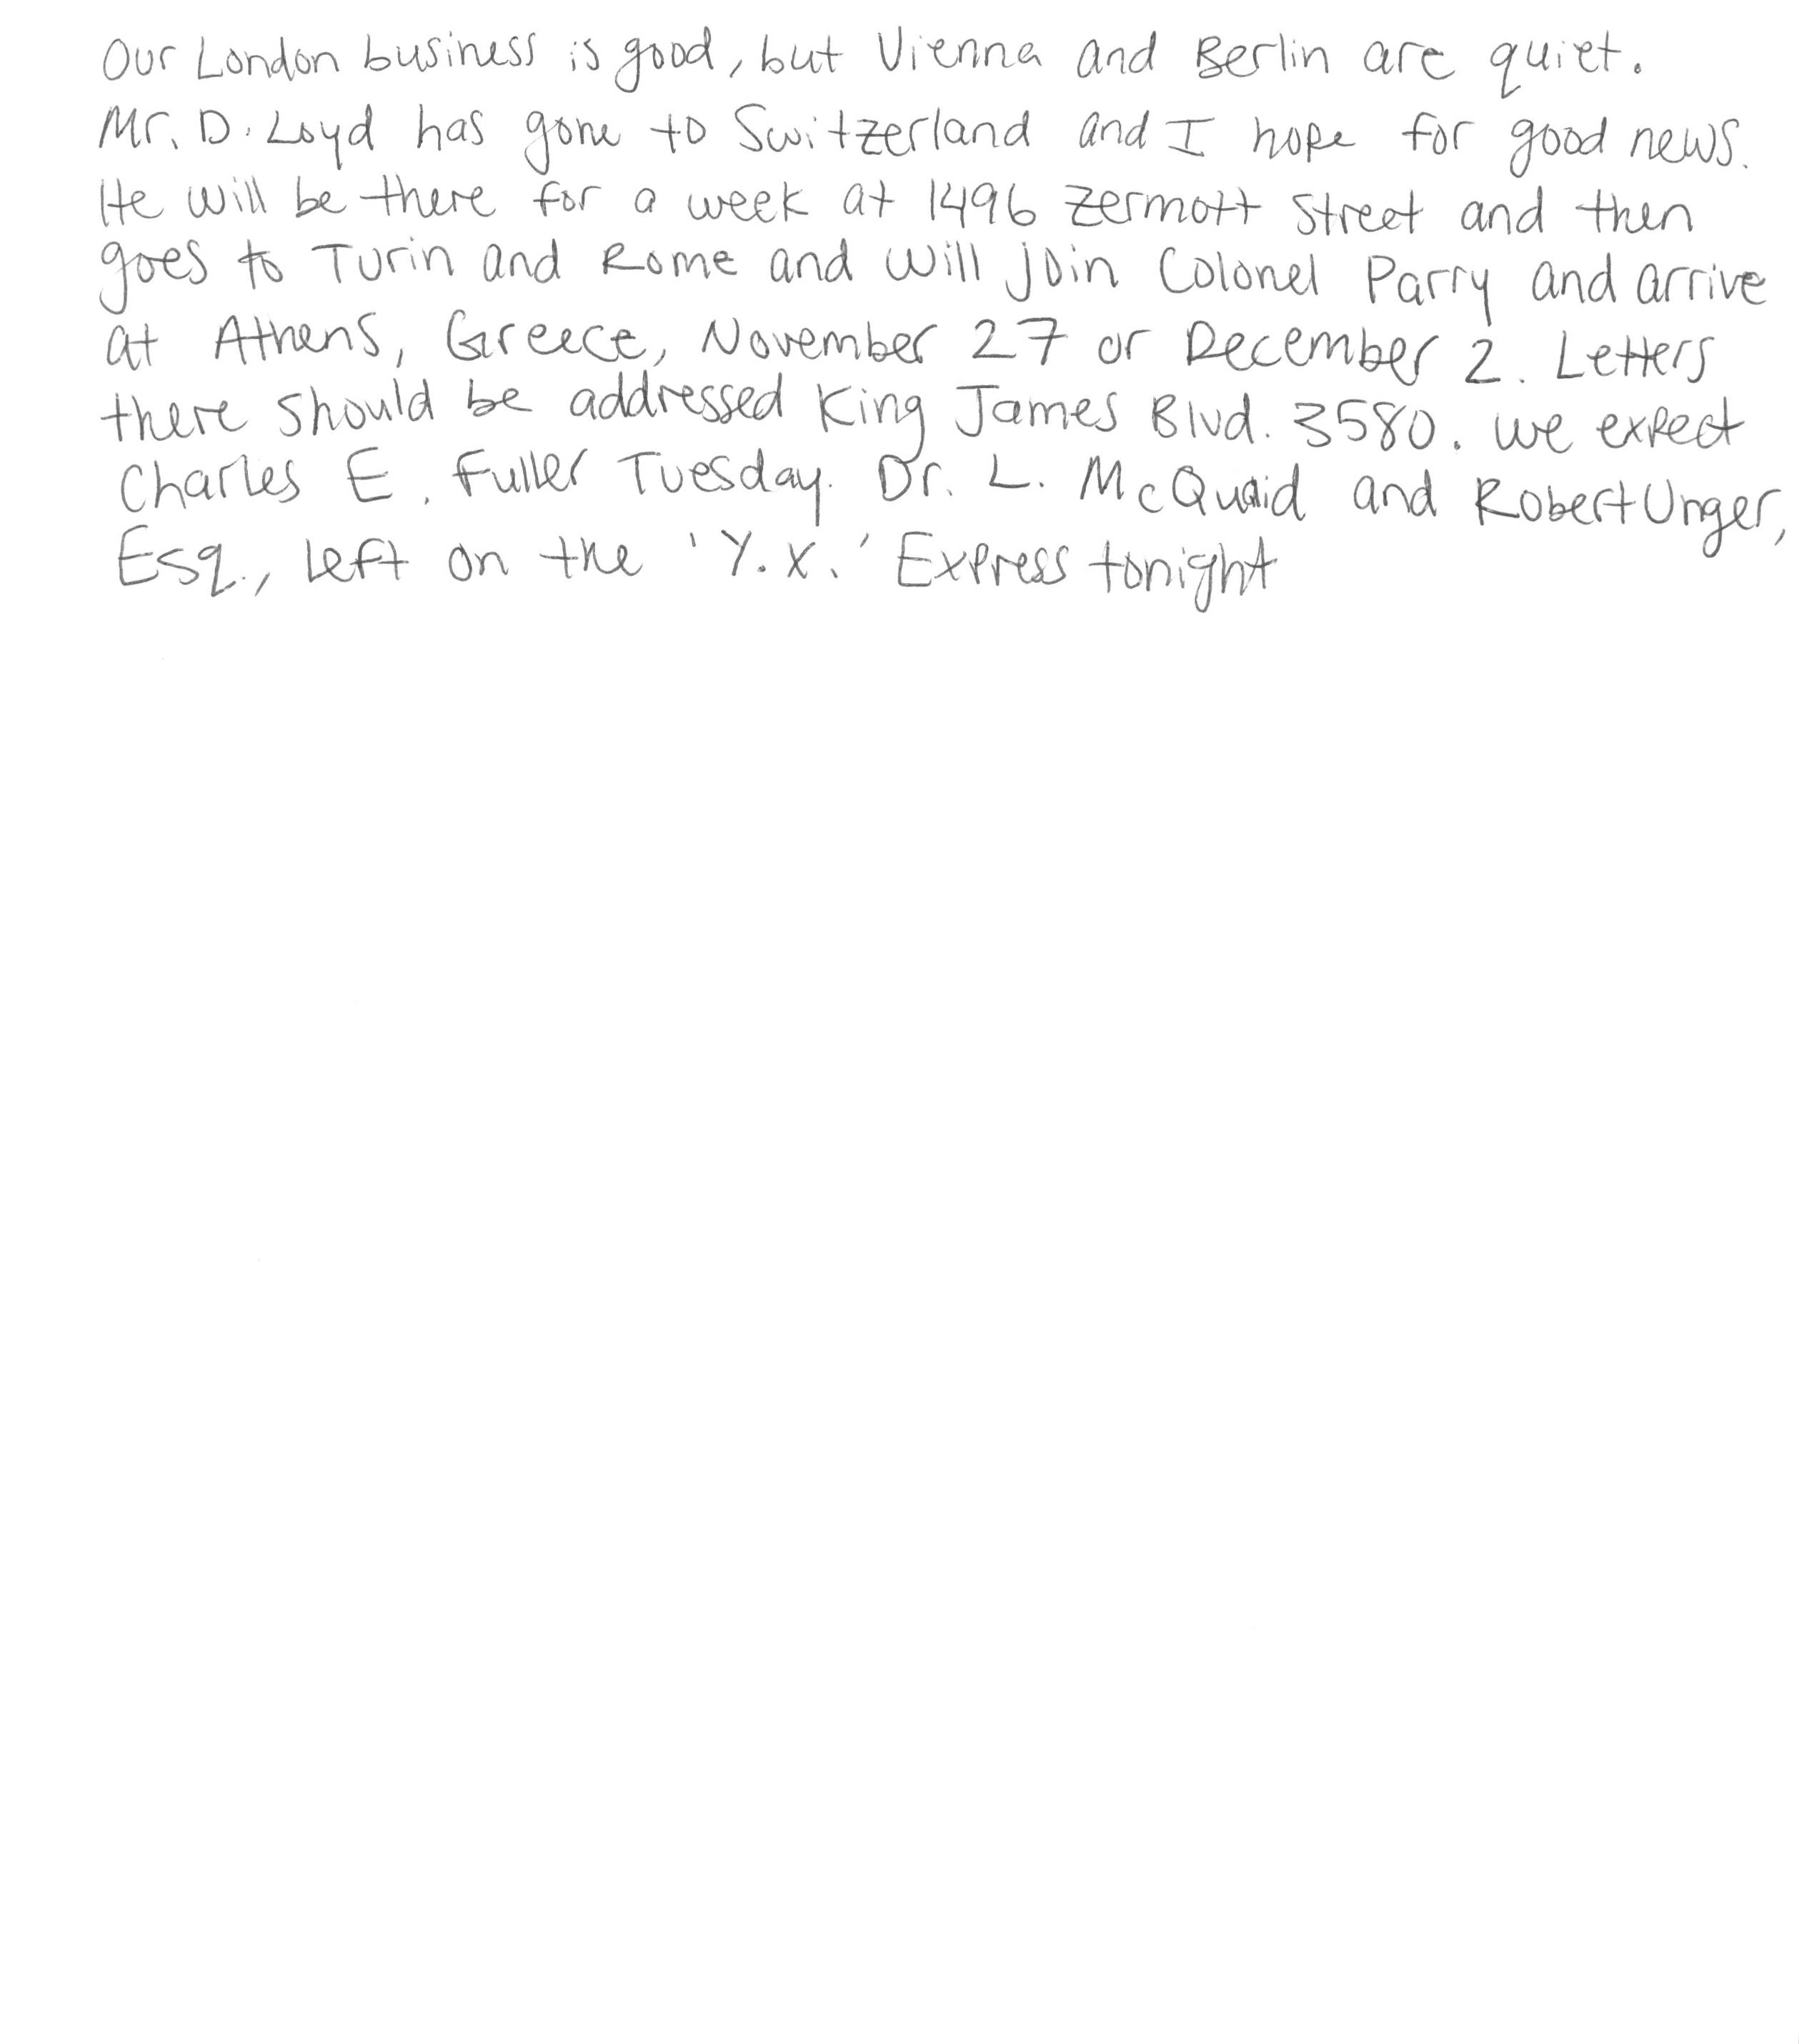 Our London business is good, but Vienna and Berlin are quiet.
Mr. D. Loyd has gone to Switzerland and I hope for good news.
He will be there for a week at 1496 Zermott Street and then
goes to Turin and Rome and will join Colonel Parry and arrive
at Athens, Greece, November 27 or December 2. Letters
there should be addressed King James Blvd. 3580. We expect
Charles E. Fuller Tuesday. Dr. L. McQuaid and Robert Unger,
Esq., left on the 'Y.X.' Express tonight